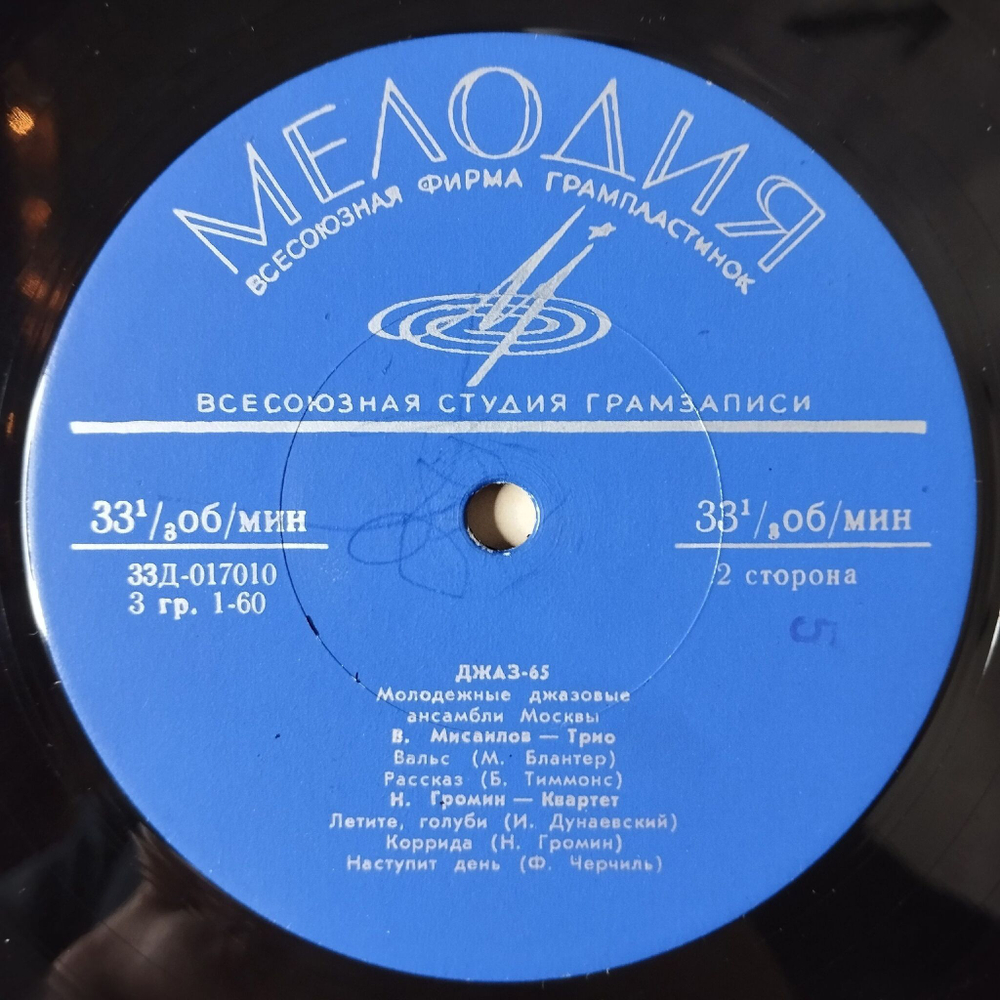 МЕЛОДИЯ
ВСЕСОЮЗНАЯ ФИРМА ГРАМПЛАСТИНОК
ВСЕСОЮЗНАЯ СТУДИЯ ГРАМЗАПИСИ
33¹/₃об/мин
33¹/₃об/мин
33Д-017010
2 сторона
3 гр. 1-60
5
ДЖАЗ-65
Молодежные джазовые
ансамбли Москвы
В. Мисаилов — Трио
Вальс (М. Блантер)
Рассказ (Б. Тиммонс)
Н. Громин — Квартет
Летите, голуби (И. Дунаевский)
Коррида (Н. Громин)
Наступит день (Ф. Черчиль)